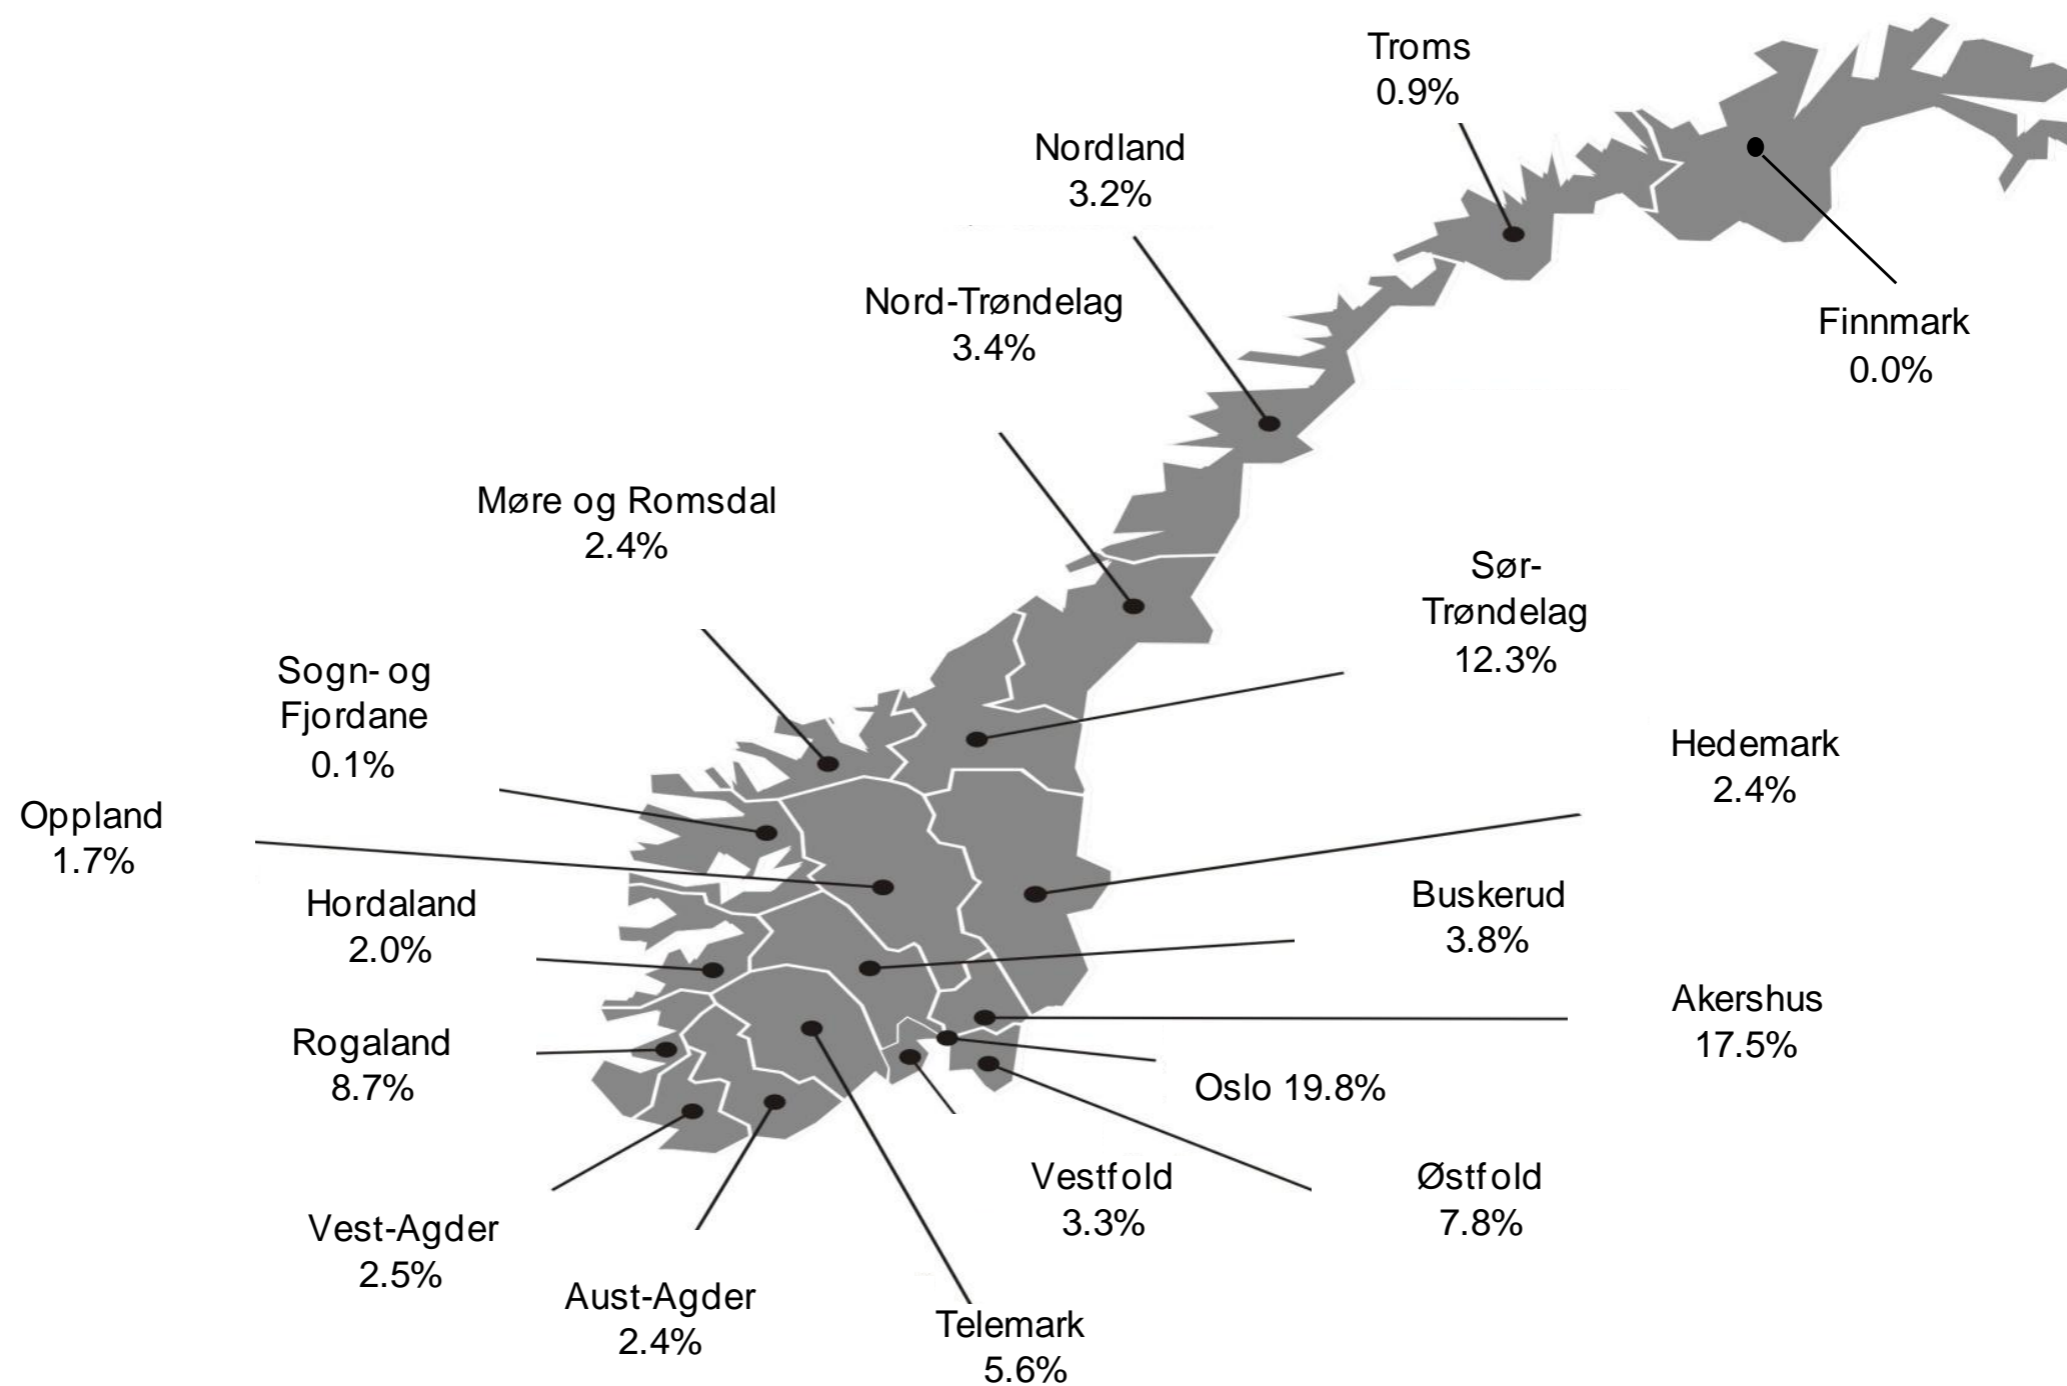 Troms
0.9%
Nordland
3.2%
Nord-Trøndelag
3.4%
Finnmark
0.0%
Møre og Romsdal
2.4%
Sør-
Trøndelag
12.3%
Sogn- og
Fjordane
0.1%
Hedemark
2.4%
Oppland
1.7%
Hordaland
2.0%
Buskerud
3.8%
Akershus
17.5%
Rogaland
8.7%
Oslo 19.8%
Vestfold
3.3%
Østfold
7.8%
Vest-Agder
2.5%
Aust-Agder
2.4%
Telemark
5.6%